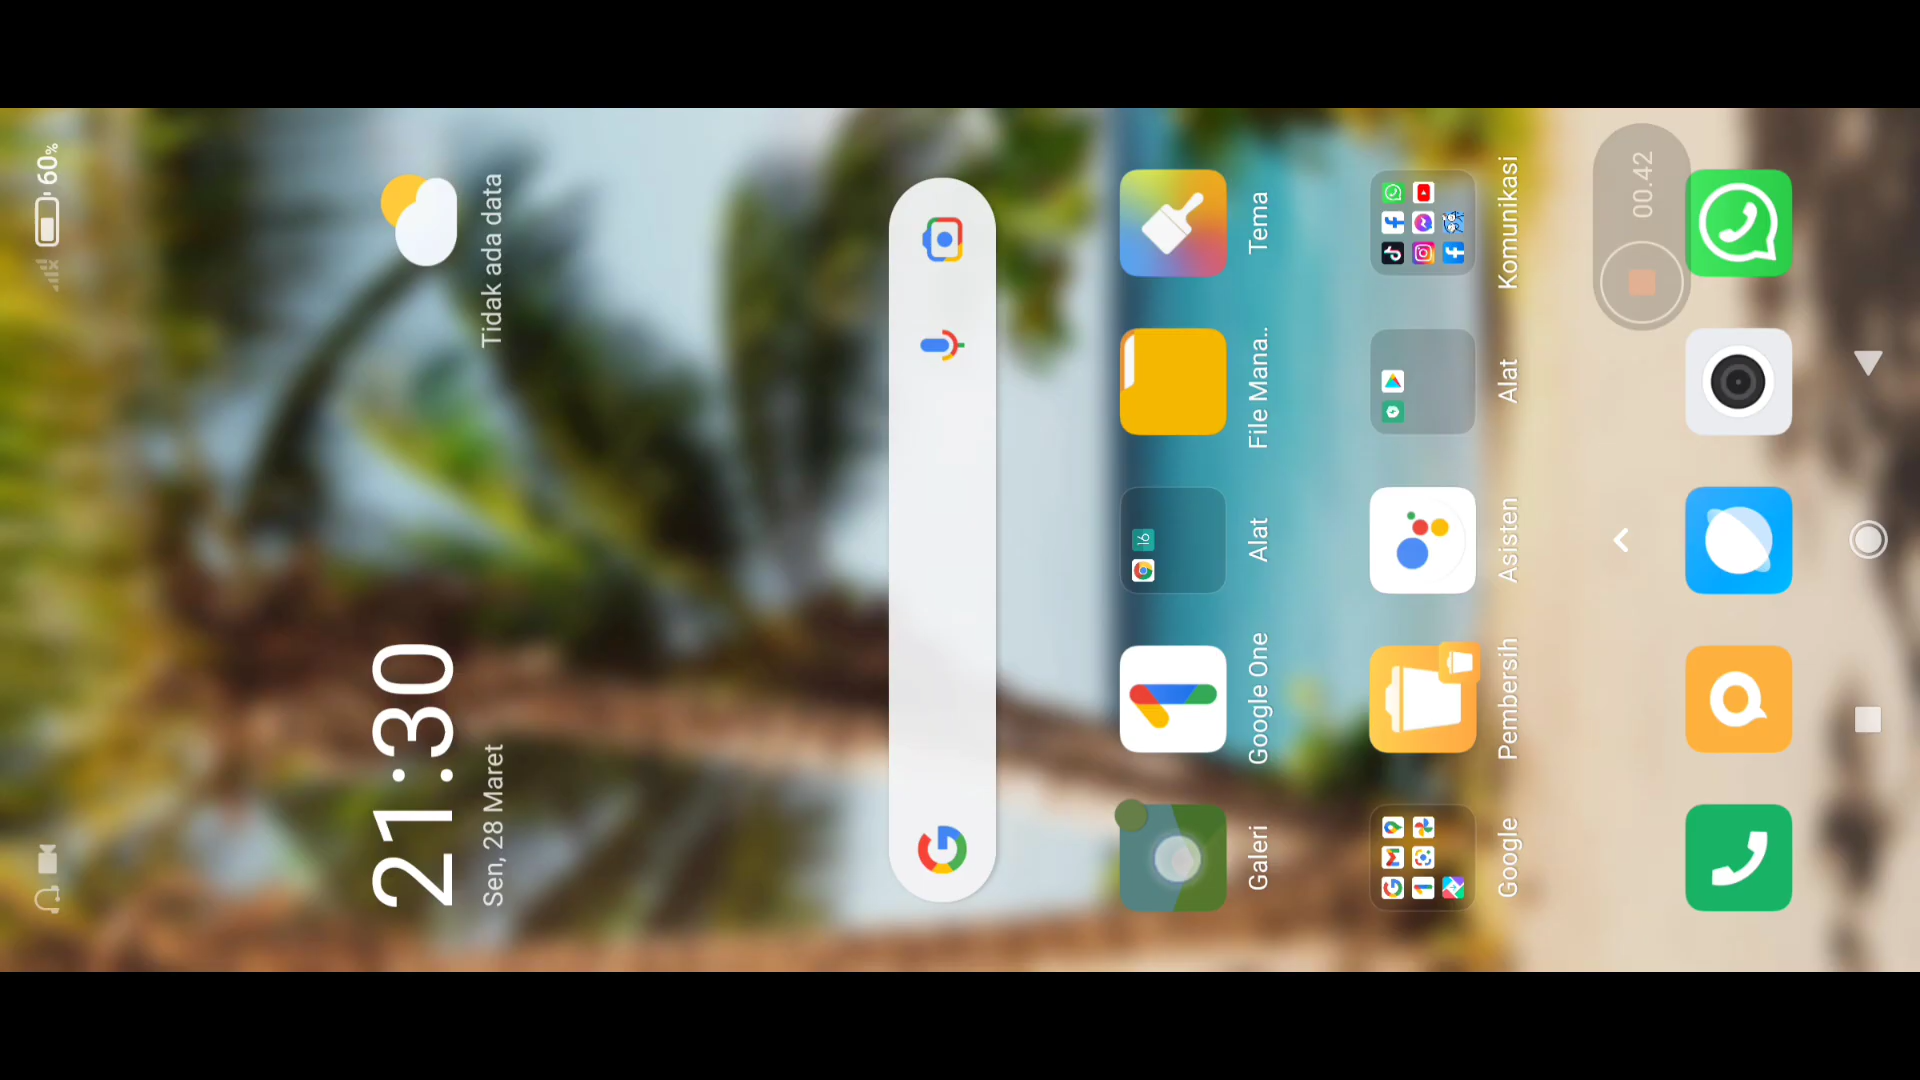 60%
21:30
Sen, 28 Maret
Tidak ada data
Galeri
Google One
Alat
16
File Mana..
Tema
Google
Pembersih
Asisten
Alat
Komunikasi
00.42